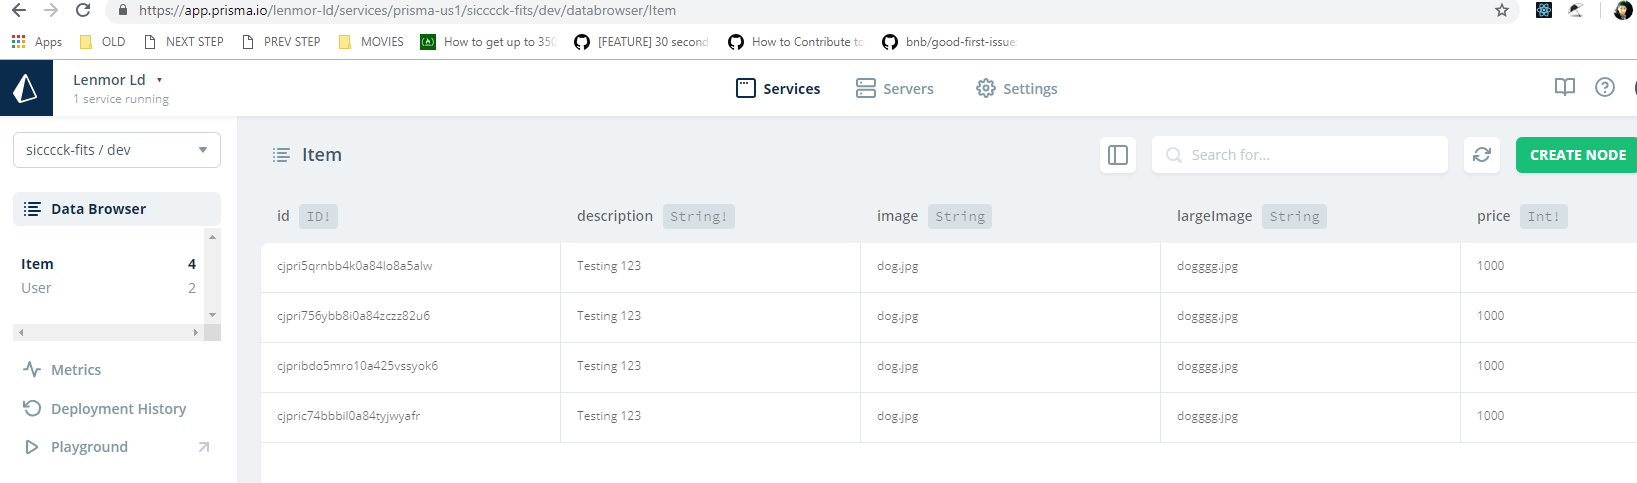 https://app.prisma.io/lenmor-ld/services/prisma-us1/sicccck-fits/dev/databrowser/Item
Apps OLD NEXT STEP PREV STEP MOVIES How to get up to 350 [FEATURE] 30 second How to Contribute to bnb/good-first-issue
Lenmor Ld
1 service running
Services Servers Settings
sicccck-fits / dev
Item Search for... CREATE NODE
Data Browser
id ID! description String! image String largeImage String price Int!
Item 4
User 2
cjpri5qrnbb4k0a84lo8a5alw Testing 123 dog.jpg dogggg.jpg 1000
cjpri756ybb8i0a84zczz82u6 Testing 123 dog.jpg dogggg.jpg 1000
cjpribdo5mro10a425vssyok6 Testing 123 dog.jpg dogggg.jpg 1000
cjpric74bbbil0a84tyjwyafr Testing 123 dog.jpg dogggg.jpg 1000
Metrics
Deployment History
Playground